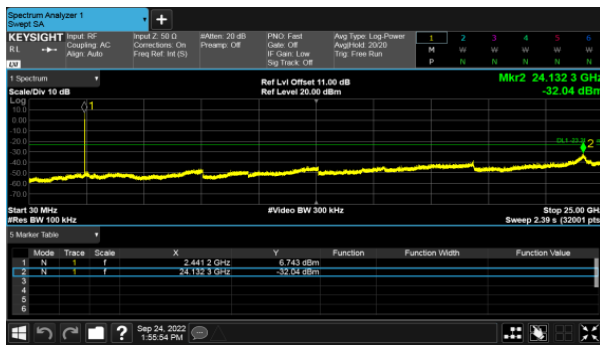 Spectrum Analyzer 1
Swept SA
+
KEYSIGHT Input: RF Input Z: 50 Ω #Atten: 20 dB PNO: Fast Avg Type: Log-Power 1 2 3 4 5 6
RL Coupling: AC Corrections: On Preamp: Off Gate: Off Avg|Hold: 20/20 M W W W W W
Align: Auto Freq Ref: Int (S) IF Gain: Low Trig: Free Run
Sig Track: Off P N N N N N
LXI
1 Spectrum Mkr2 24.132 3 GHz
Scale/Div 10 dB Ref Lvl Offset 11.00 dB -32.04 dBm
Ref Level 20.00 dBm
Log
10.0
0.00
-10.0
-20.0
-30.0
-40.0
-50.0
-60.0
-70.0
1
2
Start 30 MHz #Video BW 300 kHz Stop 25.00 GHz
#Res BW 100 kHz Sweep 2.39 s (32001 pts)
5 Marker Table
Mode Trace Scale X Y Function Function Width Function Value
1 N 1 f 2.441 2 GHz 6.743 dBm
2 N 1 f 24.132 3 GHz -32.04 dBm
3
4
5
6
? Sep 24, 2022
1:55:54 PM